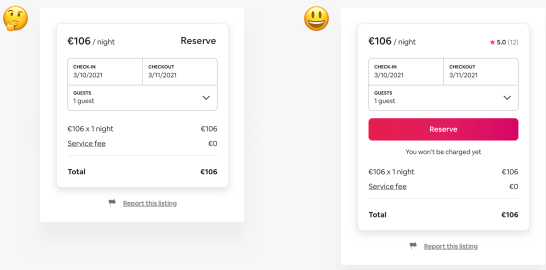 €106 / night Reserve
CHECK-IN CHECKOUT
3/10/2021 3/11/2021
GUESTS
1 guest
€106 x 1 night €106
Service fee €0
Total €106
Report this listing
€106 / night ★ 5.0 (12)
CHECK-IN CHECKOUT
3/10/2021 3/11/2021
GUESTS
1 guest
Reserve
You won't be charged yet
€106 x 1 night €106
Service fee €0
Total €106
Report this listing